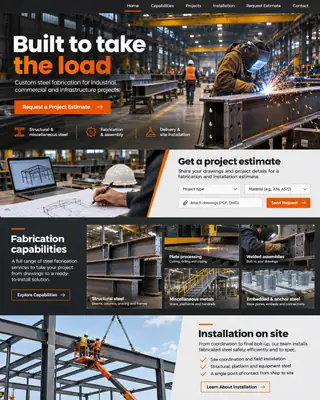 Home Capabilities Projects Installation Request Estimate Contact
Built to take
the load
Custom steel fabrication for industrial,
commercial and infrastructure projects.
Request a Project Estimate →
Structural &
miscellaneous steel
Fabrication
& assembly
Delivery &
site installation
Get a project estimate
Share your drawings and project details for a
fabrication and installation estimate.
Project type
Material (e.g. A36, A572)
Attach drawings (PDF, DWG)
Send Request →
Fabrication
capabilities
A full range of steel fabrication
services to take your project
from drawings to a ready-
to-install solution.
Explore Capabilities →
Structural steel
Beams, columns, bracing and frames
Plate processing
Cutting, drilling and coping
Miscellaneous metals
Stairs, platforms and handrails
Welded assemblies
Built to your drawings
Embedded & anchor steel
Base plates, embeds and connections
Installation on site
From coordination to final bolt-up, our team installs
fabricated steel safely, efficiently and to spec.
Site coordination and field installation
Structural, platform and equipment steel
A single point of contact from shop to site
Learn About Installation →